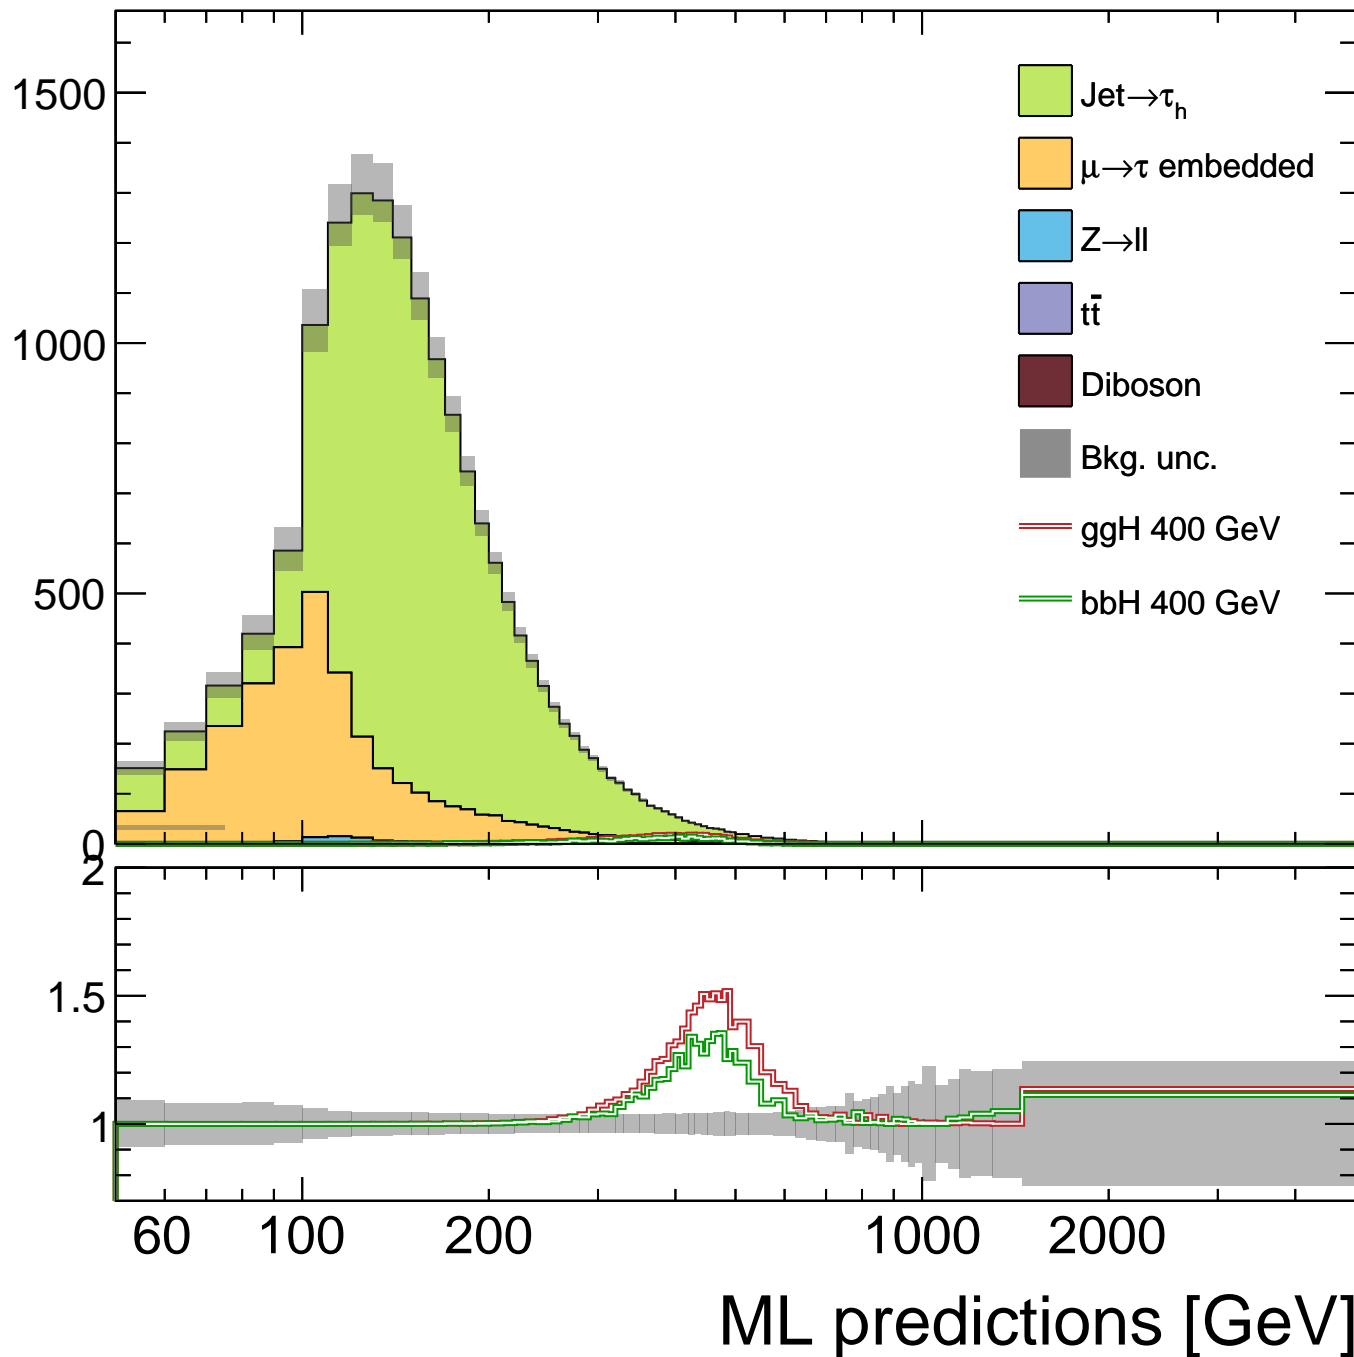 1500
1000
500
0
Jet→τh
μ→τ embedded
Z→ll
tt̄
Diboson
Bkg. unc.
ggH 400 GeV
bbH 400 GeV
2
1.5
1
60 100 200 1000 2000
ML predictions [GeV]